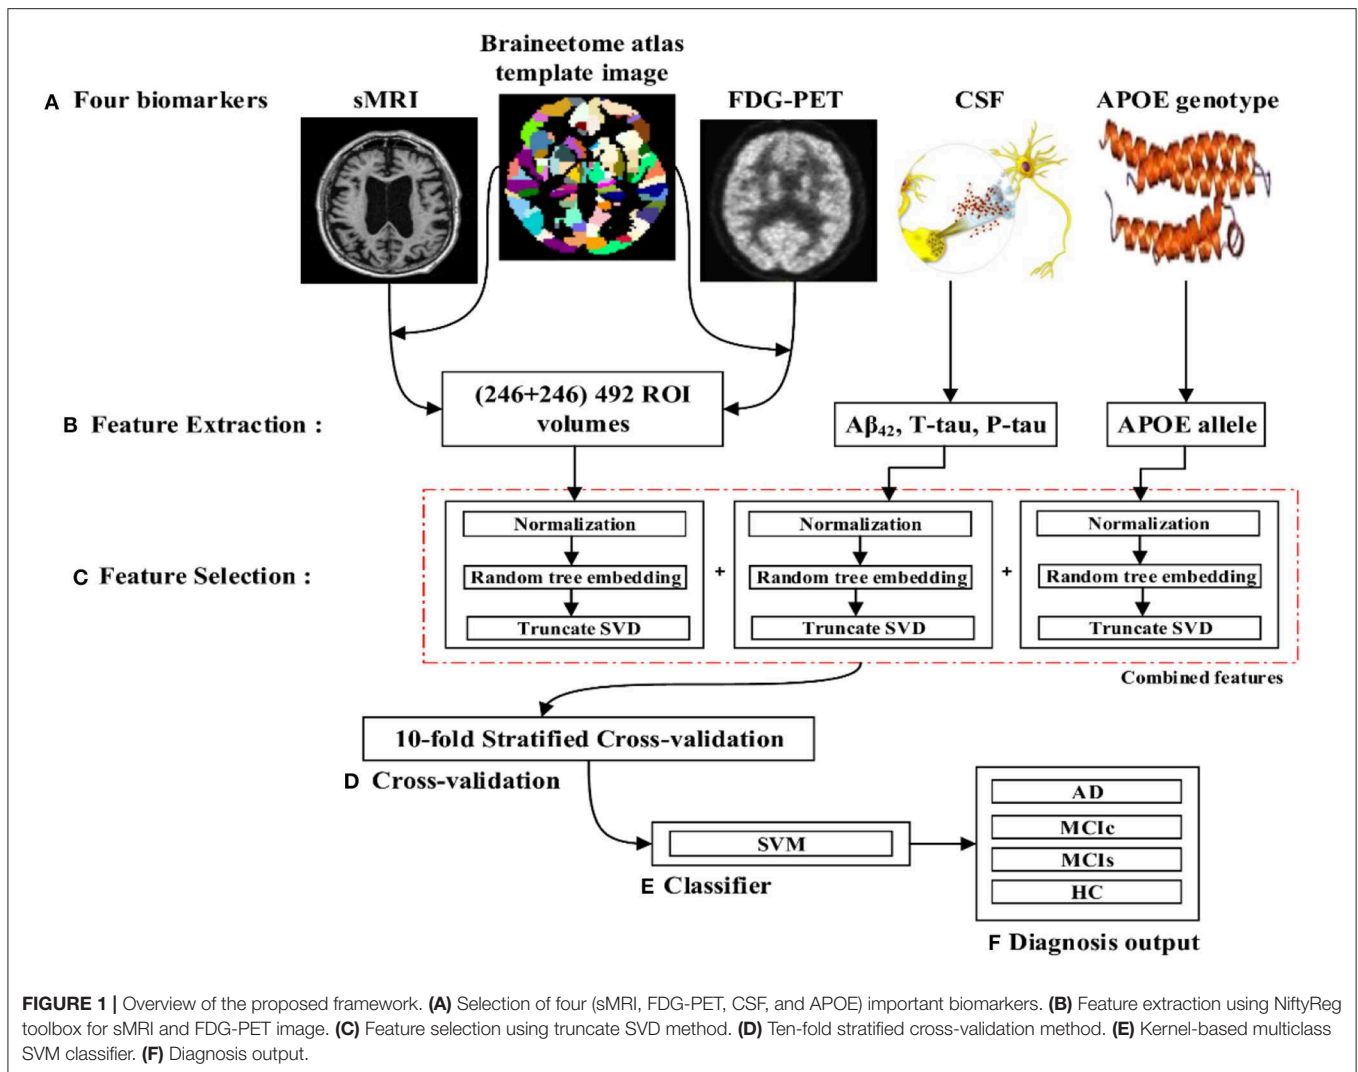 Braineetome atlas
template image
A Four biomarkers
sMRI
FDG-PET
CSF
APOE genotype
B Feature Extraction :
(246+246) 492 ROI
volumes
Aβ42, T-tau, P-tau
APOE allele
C Feature Selection :
Normalization
Random tree embedding
Truncate SVD
+
Normalization
Random tree embedding
Truncate SVD
+
Normalization
Random tree embedding
Truncate SVD
Combined features
10-fold Stratified Cross-validation
D Cross-validation
SVM
E Classifier
AD
MCIc
MCIs
HC
F Diagnosis output
FIGURE 1 | Overview of the proposed framework. (A) Selection of four (sMRI, FDG-PET, CSF, and APOE) important biomarkers. (B) Feature extraction using NiftyReg
toolbox for sMRI and FDG-PET image. (C) Feature selection using truncate SVD method. (D) Ten-fold stratified cross-validation method. (E) Kernel-based multiclass
SVM classifier. (F) Diagnosis output.